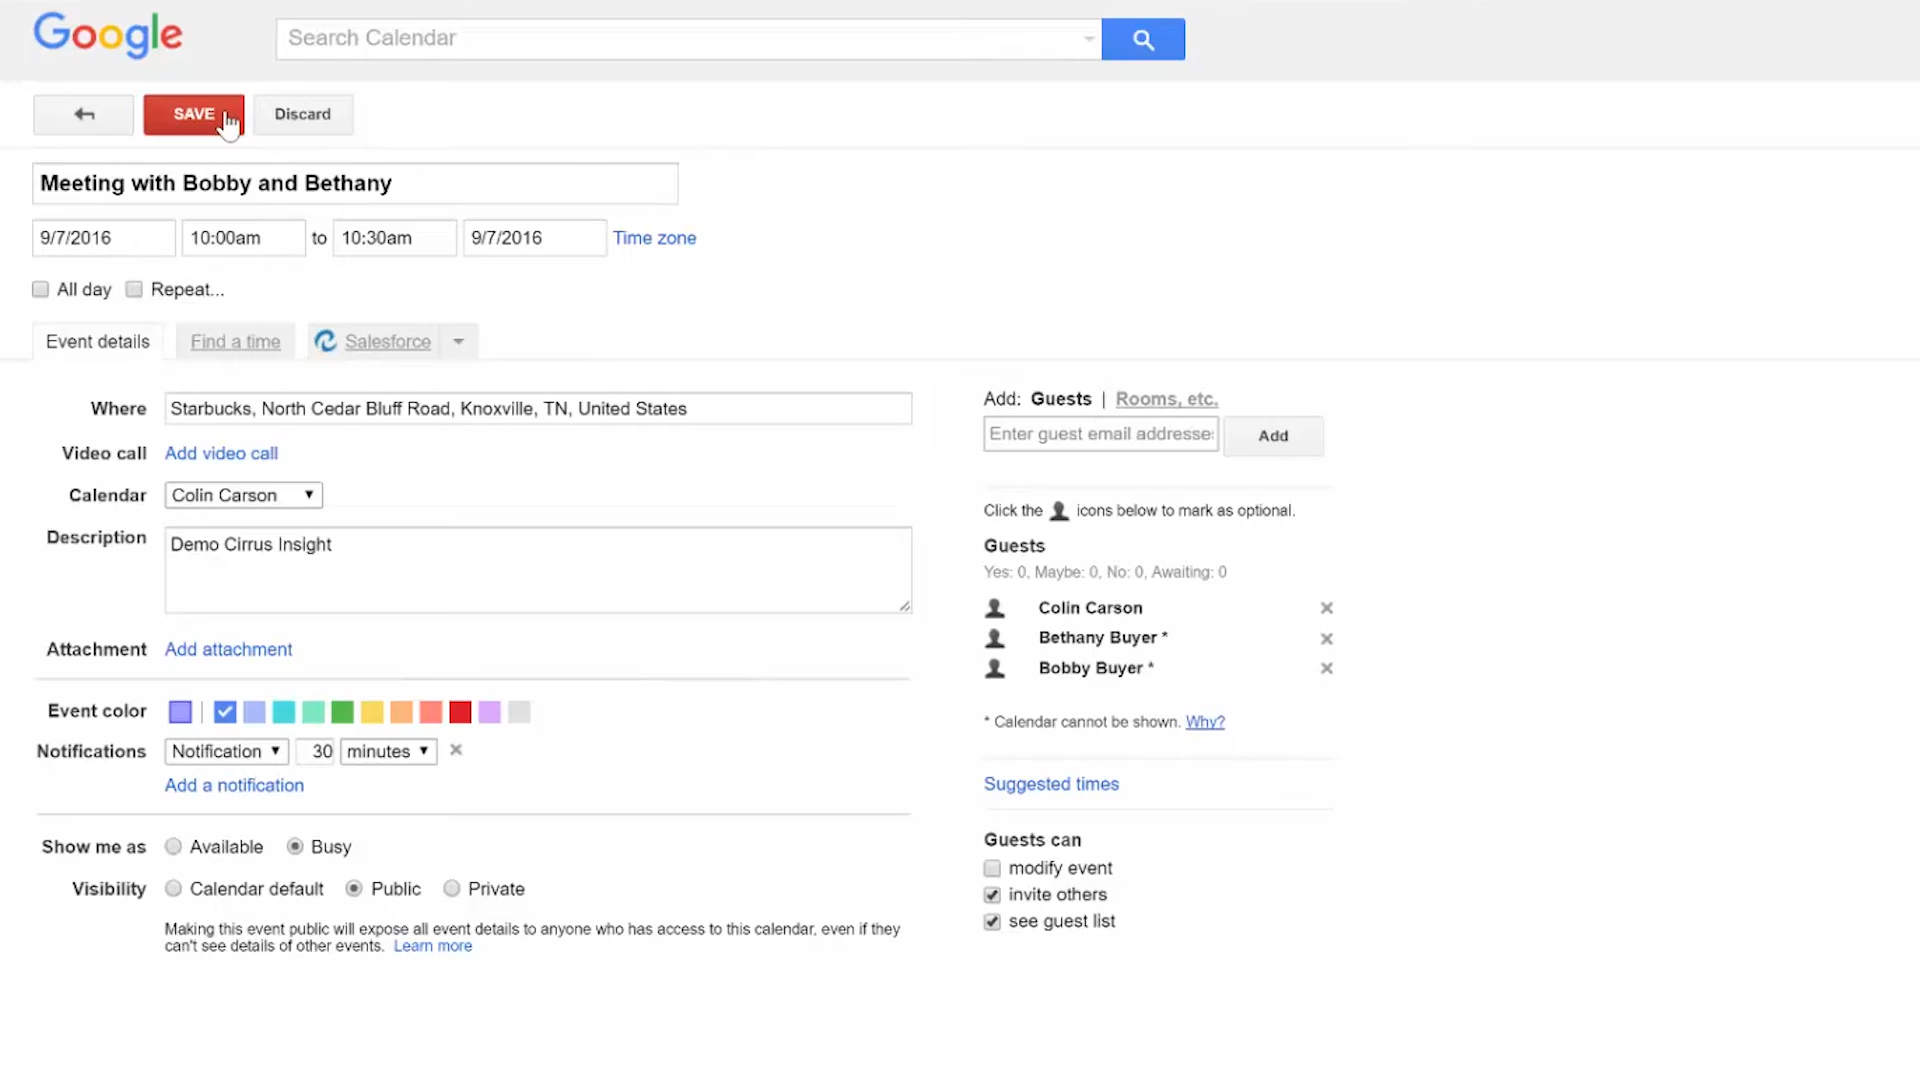 Google
Search Calendar
SAVE
Discard
Meeting with Bobby and Bethany
9/7/2016 10:00am to 10:30am 9/7/2016 Time zone
All day Repeat...
Event details Find a time Salesforce
Where Starbucks, North Cedar Bluff Road, Knoxville, TN, United States
Video call Add video call
Calendar Colin Carson
Description Demo Cirrus Insight
Attachment Add attachment
Event color
Notifications Notification 30 minutes
Add a notification
Show me as Available Busy
Visibility Calendar default Public Private
Making this event public will expose all event details to anyone who has access to this calendar, even if they
can't see details of other events. Learn more
Add: Guests | Rooms, etc.
Enter guest email addresse
Add
Click the icons below to mark as optional.
Guests
Yes: 0, Maybe: 0, No: 0, Awaiting: 0
Colin Carson
Bethany Buyer *
Bobby Buyer *
* Calendar cannot be shown. Why?
Suggested times
Guests can
modify event
invite others
see guest list